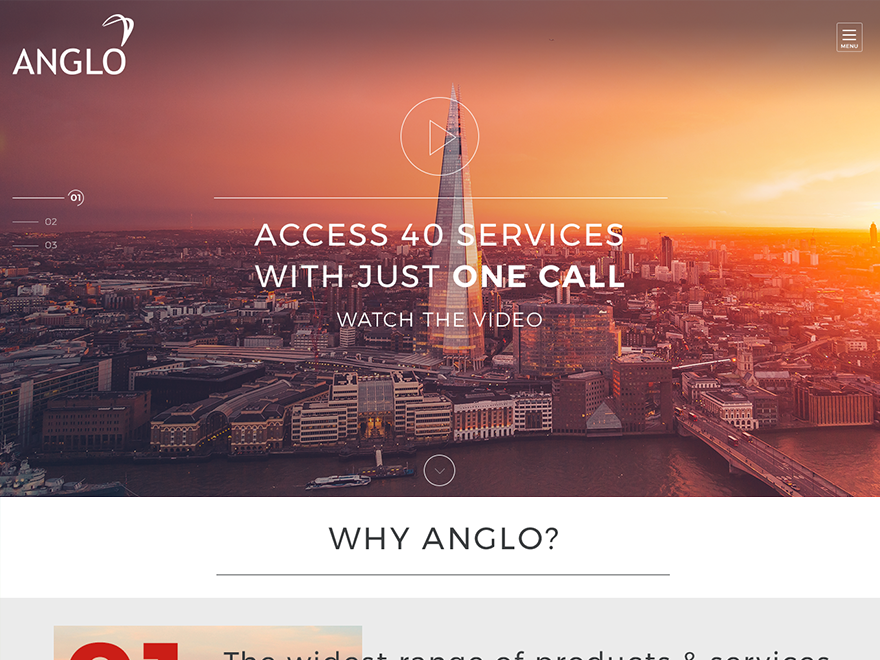 ANGLO
MENU
01
02
03
ACCESS 40 SERVICES
WITH JUST ONE CALL
WATCH THE VIDEO
WHY ANGLO?
01
The widest range of products & services